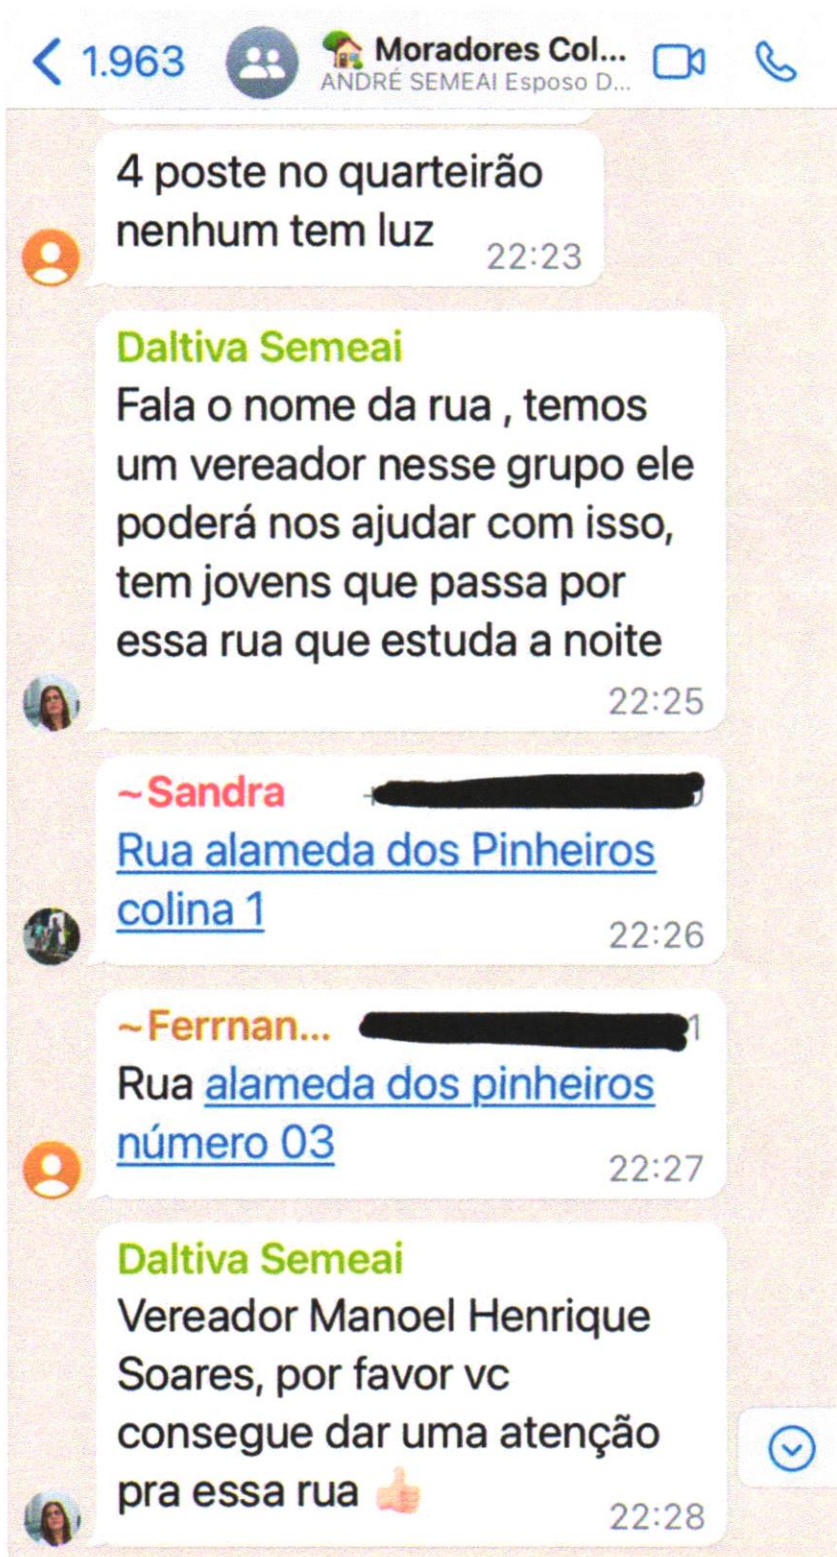 1.963
Moradores Col...
ANDRÉ SEMEAI Esposo D...
4 poste no quarteirão
nenhum tem luz
22:23
Daltiva Semeai
Fala o nome da rua , temos
um vereador nesse grupo ele
poderá nos ajudar com isso,
tem jovens que passa por
essa rua que estuda a noite
22:25
~Sandra
Rua alameda dos Pinheiros
colina 1
22:26
~Ferrnan...
1
Rua alameda dos pinheiros
número 03
22:27
Daltiva Semeai
Vereador Manoel Henrique
Soares, por favor vc
consegue dar uma atenção
pra essa rua 👍🏻
22:28